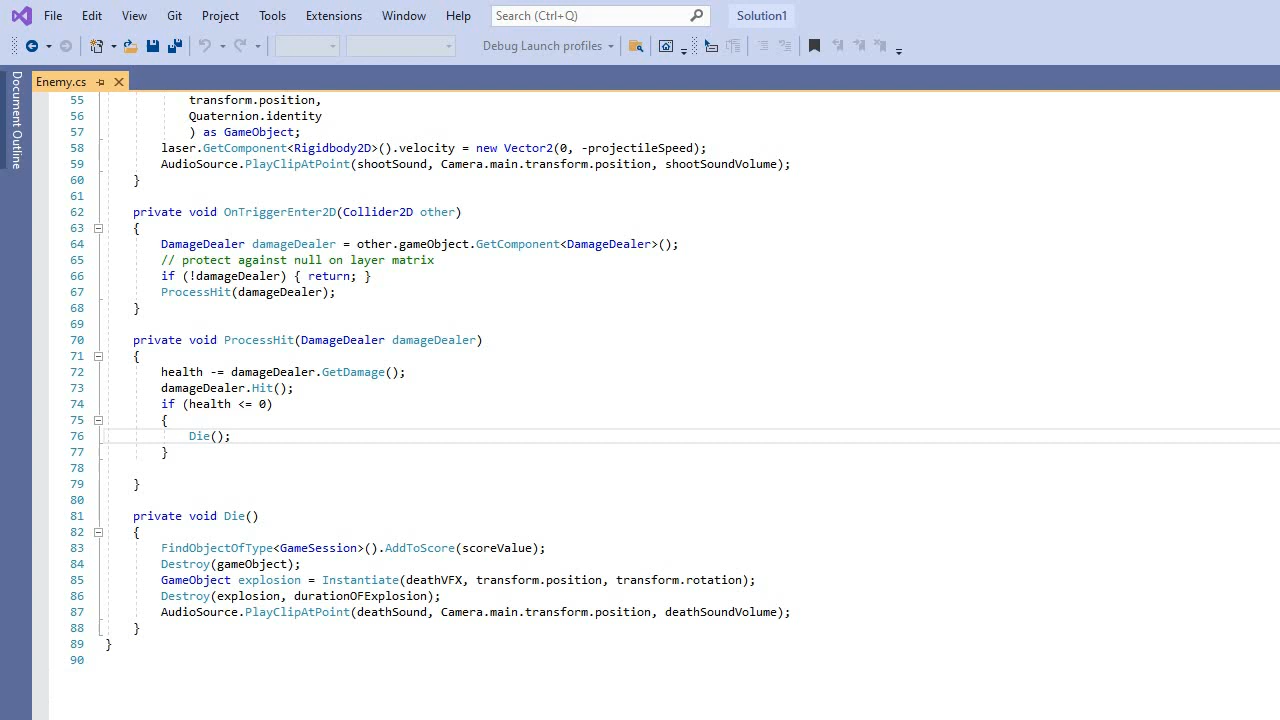 File Edit View Git Project Tools Extensions Window Help Search (Ctrl+Q) Solution1
Debug Launch profiles
Document Outline
Enemy.cs
55 transform.position,
56 Quaternion.identity
57 ) as GameObject;
58 laser.GetComponent<Rigidbody2D>().velocity = new Vector2(0, -projectileSpeed);
59 AudioSource.PlayClipAtPoint(shootSound, Camera.main.transform.position, shootSoundVolume);
60 }
61
62 private void OnTriggerEnter2D(Collider2D other)
63 {
64 DamageDealer damageDealer = other.gameObject.GetComponent<DamageDealer>();
65 // protect against null on layer matrix
66 if (!damageDealer) { return; }
67 ProcessHit(damageDealer);
68 }
69
70 private void ProcessHit(DamageDealer damageDealer)
71 {
72 health -= damageDealer.GetDamage();
73 damageDealer.Hit();
74 if (health <= 0)
75 {
76 Die();
77 }
78
79 }
80
81 private void Die()
82 {
83 FindObjectOfType<GameSession>().AddToScore(scoreValue);
84 Destroy(gameObject);
85 GameObject explosion = Instantiate(deathVFX, transform.position, transform.rotation);
86 Destroy(explosion, durationOFExplosion);
87 AudioSource.PlayClipAtPoint(deathSound, Camera.main.transform.position, deathSoundVolume);
88 }
89 }
90